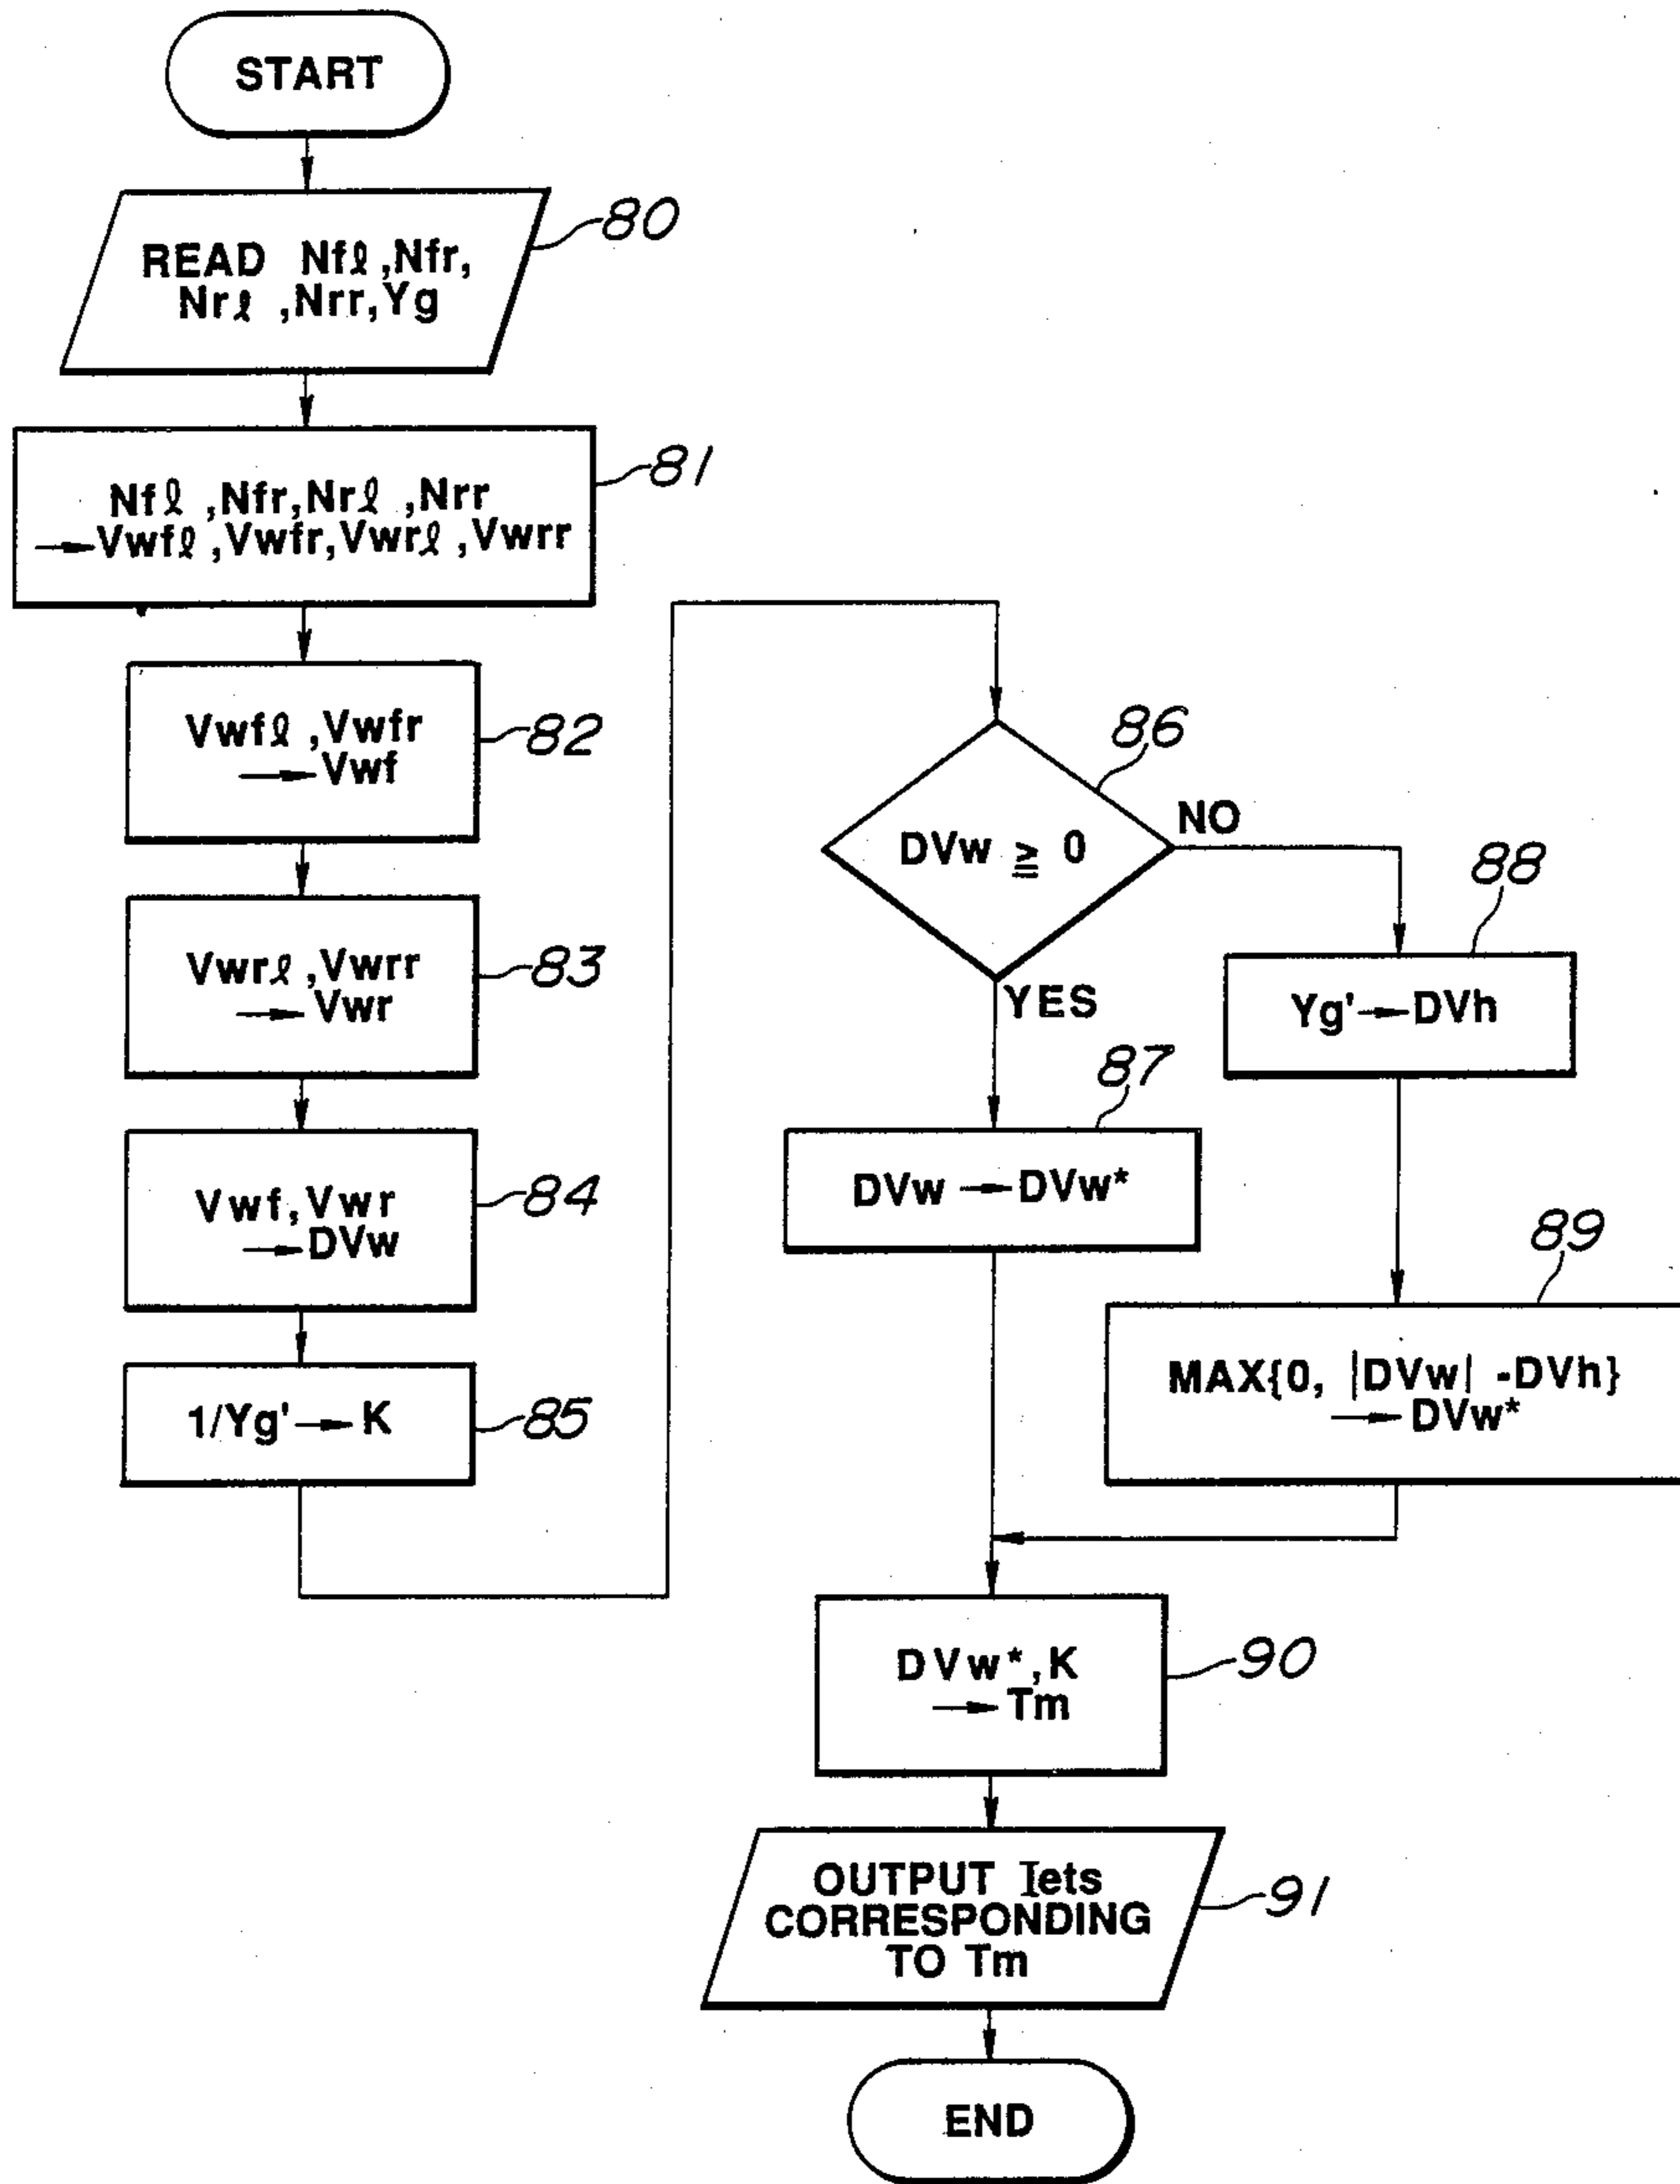 START
80
READ Nfℓ,Nfr,
Nrℓ,Nrr,Yg
81
Nfℓ,Nfr,Nrℓ,Nrr
→Vwfℓ,Vwfr,Vwrℓ,Vwrr
82
Vwfℓ,Vwfr
→Vwf
83
Vwrℓ,Vwrr
→Vwr
84
Vwf,Vwr
→DVw
85
1/Yg'→K
86
DVw ≧ 0
NO
YES
87
DVw→DVw*
88
Yg'→DVh
89
MAX{0, |DVw| -DVh}
→DVw*
90
DVw*,K
→Tm
91
OUTPUT Iets
CORRESPONDING
TO Tm
END